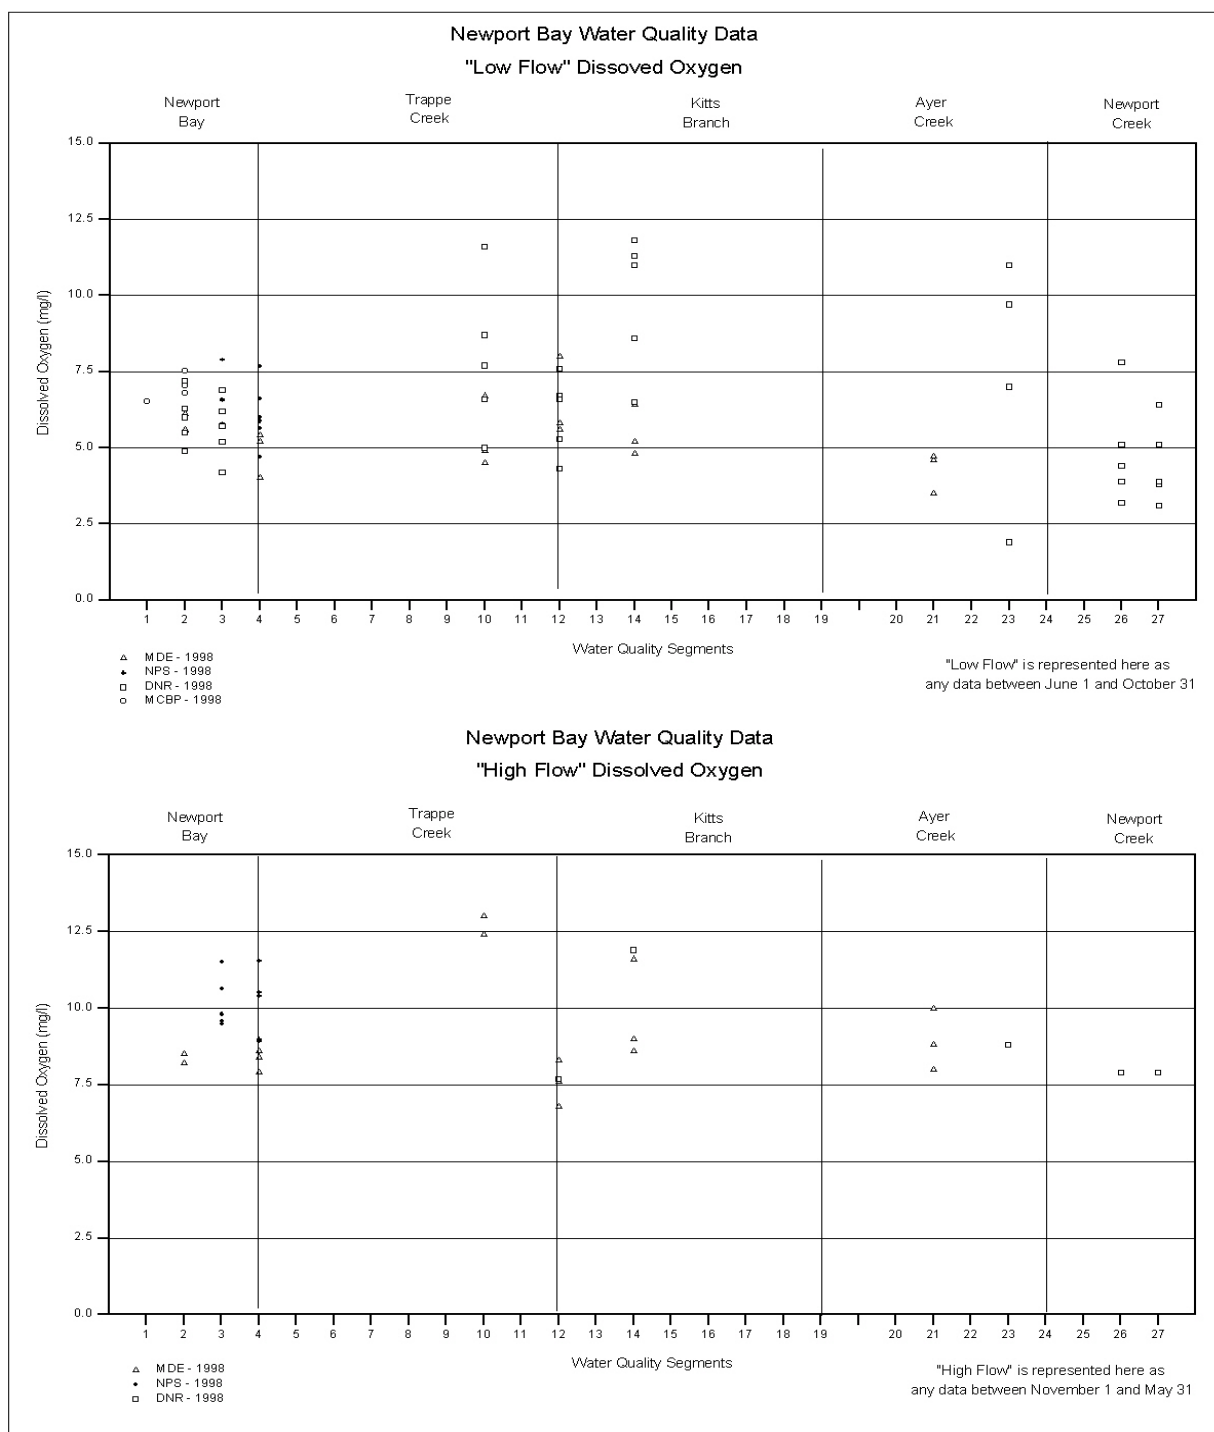 Newport Bay Water Quality Data
"Low Flow" Dissoved Oxygen
Newport Bay
Trappe Creek
Kitts Branch
Ayer Creek
Newport Creek
15.0
12.5
10.0
7.5
5.0
2.5
0.0
Dissolved Oxygen (mg/l)
1 2 3 4 5 6 7 8 9 10 11 12 13 14 15 16 17 18 19 20 21 22 23 24 25 26 27
Water Quality Segments
MDE - 1998
NPS - 1998
DNR - 1998
MCBP - 1998
"Low Flow" is represented here as
any data between June 1 and October 31
Newport Bay Water Quality Data
"High Flow" Dissolved Oxygen
Newport Bay
Trappe Creek
Kitts Branch
Ayer Creek
Newport Creek
15.0
12.5
10.0
7.5
5.0
2.5
0.0
Dissolved Oxygen (mg/l)
1 2 3 4 5 6 7 8 9 10 11 12 13 14 15 16 17 18 19 20 21 22 23 24 25 26 27
Water Quality Segments
MDE - 1998
NPS - 1998
DNR - 1998
"High Flow" is represented here as
any data between November 1 and May 31